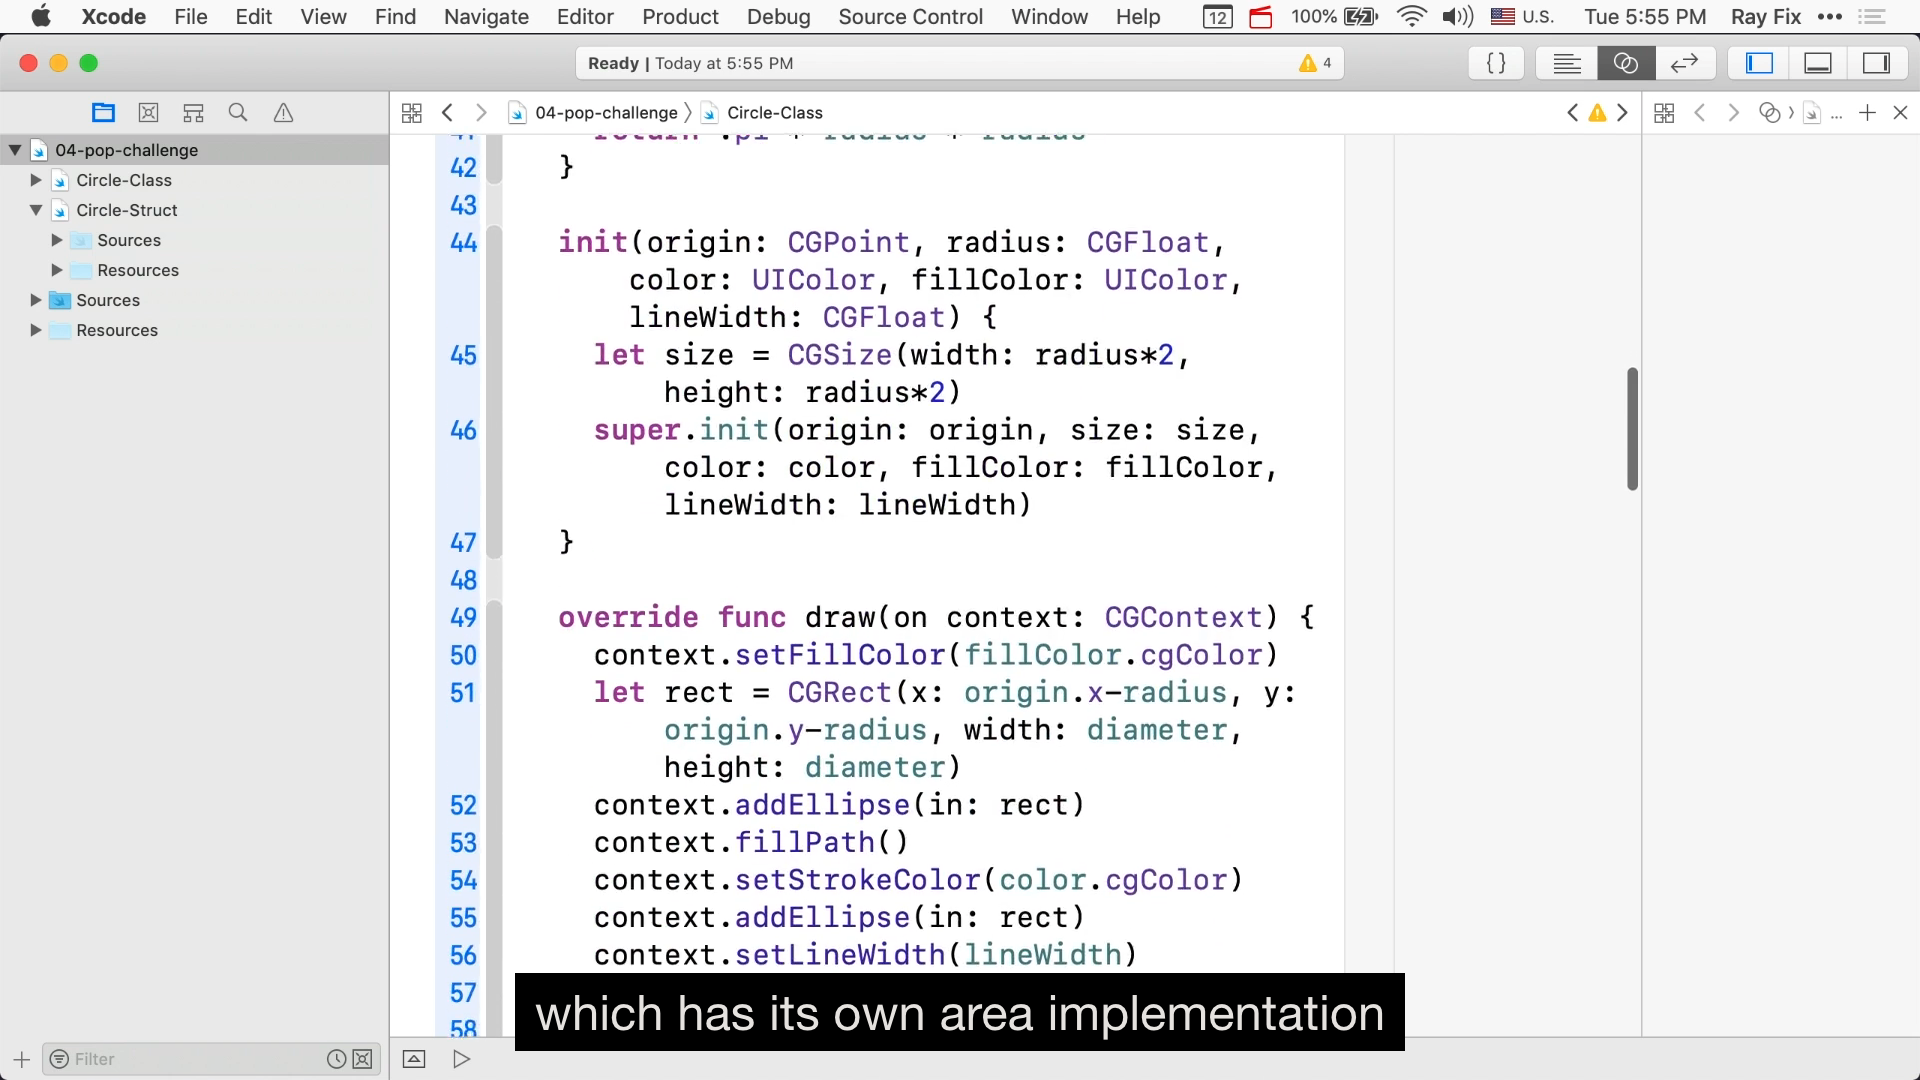 Xcode File Edit View Find Navigate Editor Product Debug Source Control Window Help 12 100% U.S. Tue 5:55 PM Ray Fix
Ready | Today at 5:55 PM 4
04-pop-challenge 〉 Circle-Class
04-pop-challenge
Circle-Class
Circle-Struct
Sources
Resources
Sources
Resources
41 return .pi * radius * radius
42 }
43
44 init(origin: CGPoint, radius: CGFloat,
color: UIColor, fillColor: UIColor,
lineWidth: CGFloat) {
45 let size = CGSize(width: radius*2,
height: radius*2)
46 super.init(origin: origin, size: size,
color: color, fillColor: fillColor,
lineWidth: lineWidth)
47 }
48
49 override func draw(on context: CGContext) {
50 context.setFillColor(fillColor.cgColor)
51 let rect = CGRect(x: origin.x-radius, y:
origin.y-radius, width: diameter,
height: diameter)
52 context.addEllipse(in: rect)
53 context.fillPath()
54 context.setStrokeColor(color.cgColor)
55 context.addEllipse(in: rect)
56 context.setLineWidth(lineWidth)
57
58
which has its own area implementation
Filter